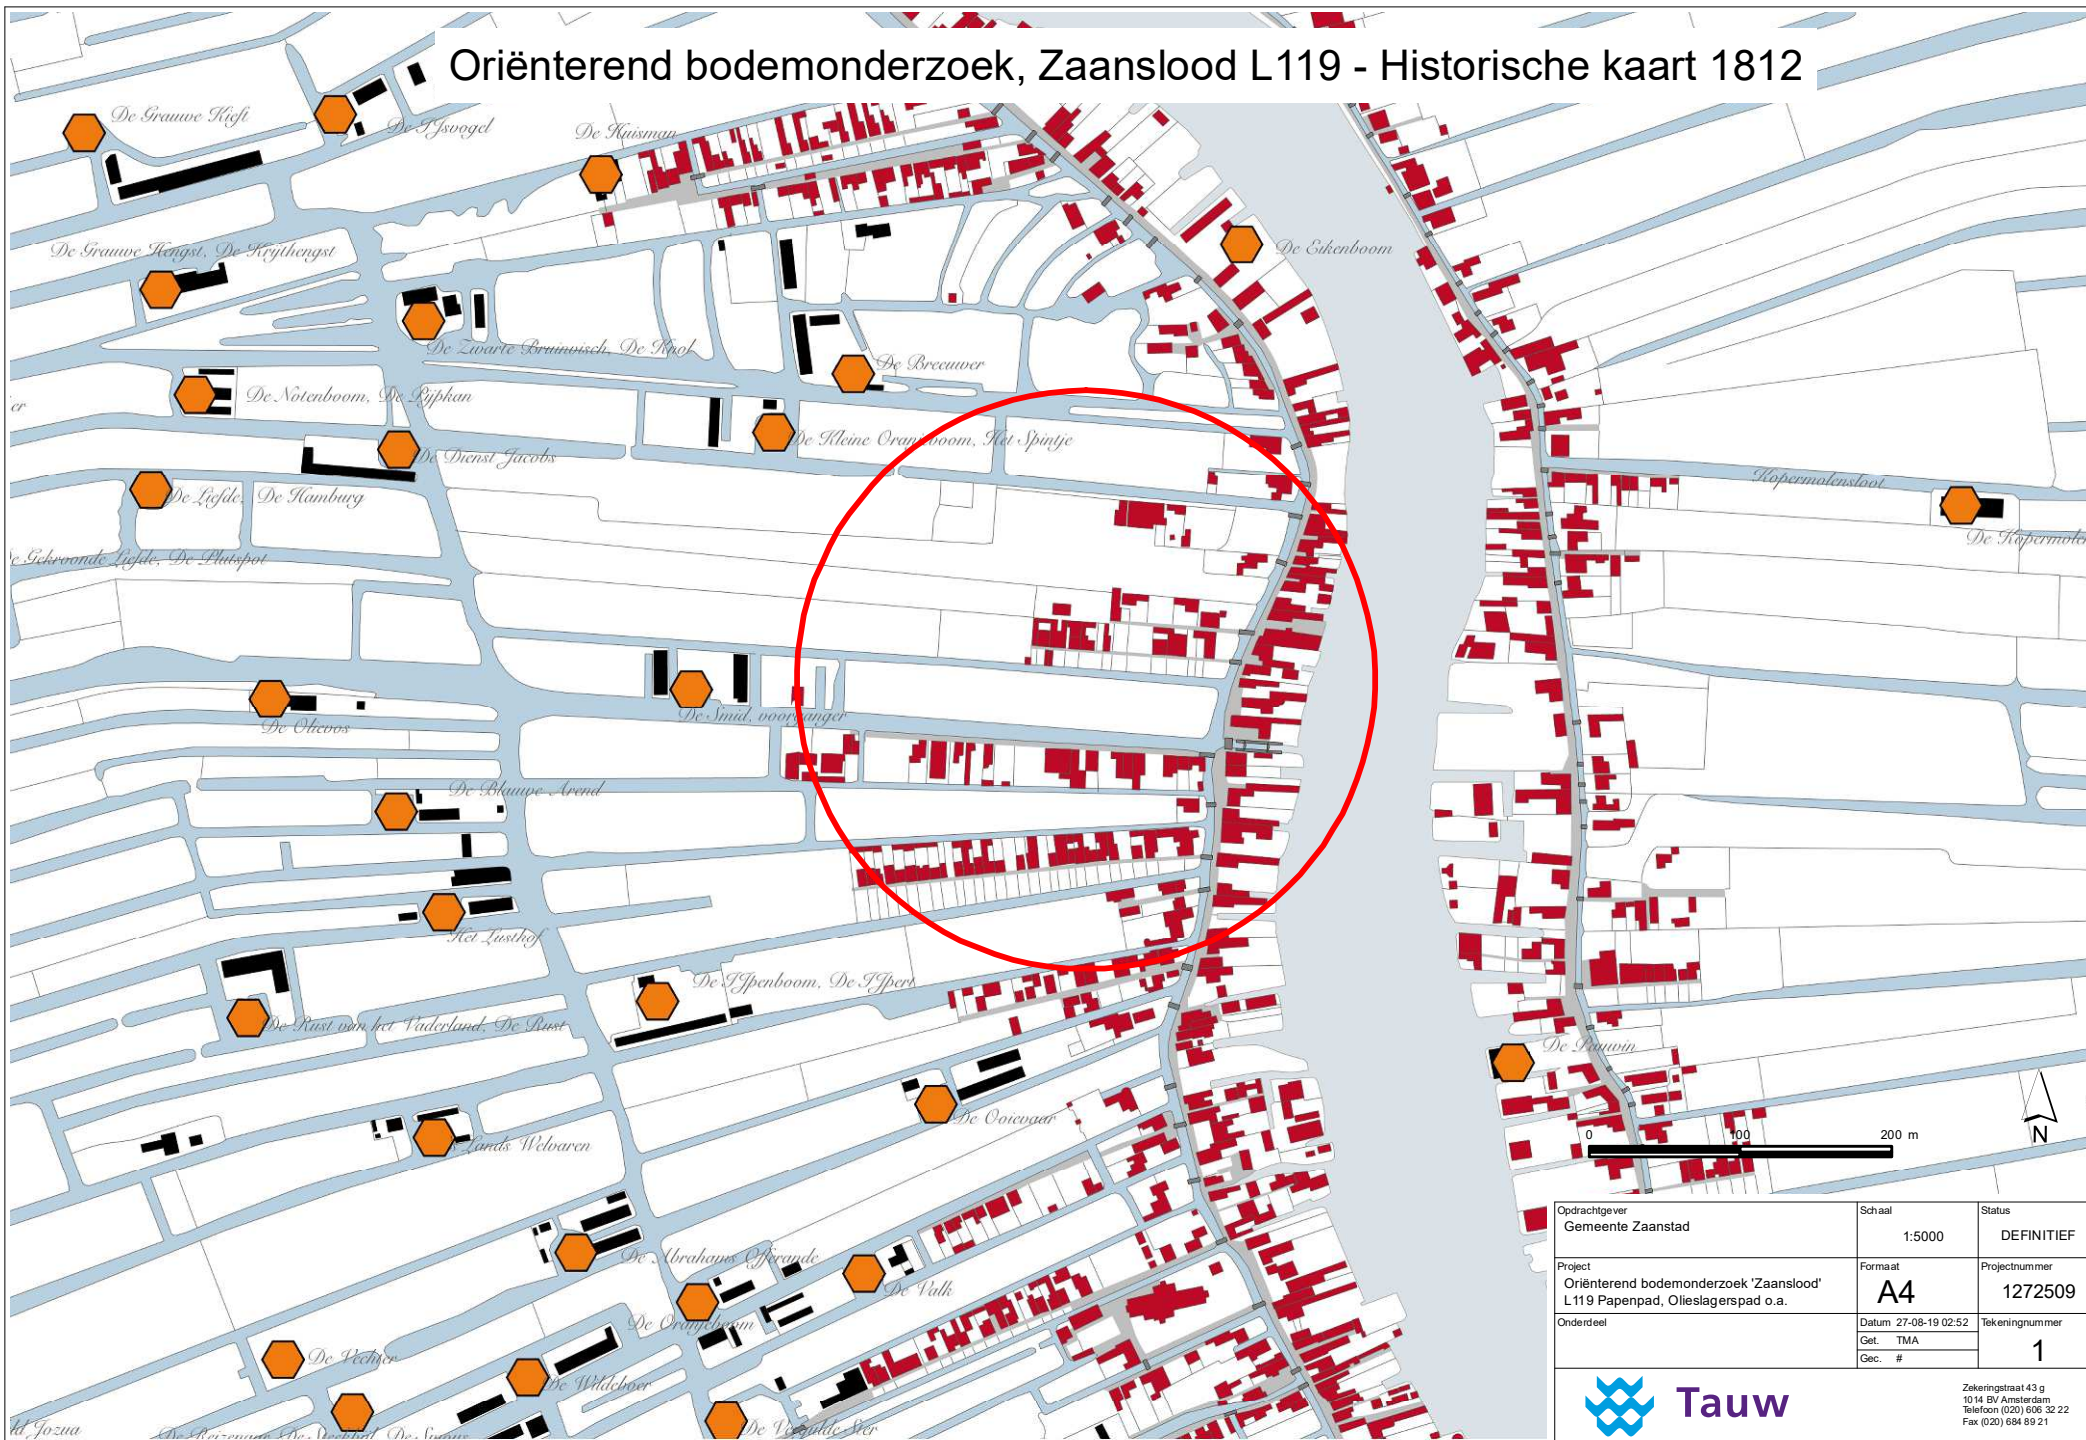 Oriënterend bodemonderzoek, Zaanslood L119 - Historische kaart 1812
De Grauwe Kieft
De IJsvogel
De Huisman
De Eikenboom
De Grauwe Hengst, De Krijthengst
De Zwarte Bruinvisch, De Knol
De Breeuwer
De Notenboom, De Pijpkan
De Kleine Oranjeboom, Het Spintje
De Dienst Jacobs
De Liefde, De Hamburg
Kopermolensloot
De Gekroonde Liefde, De Plutspot
De Smid, voorganger
De Olievos
De Blauwe Arend
Het Lusthof
De IJpenboom, De IJpert
De Rust van het Vaderland, De Rust
De Pauwin
De Ooievaar
Lands Welvaren
0 100 200 m
N
De Abrahams Offerande
De Valk
De Oranjeboom
De Vechter
De Wildeboer
De Vergulde Ster
Jozua
Opdrachtgever
Gemeente Zaanstad
Schaal
1:5000
Status
DEFINITIEF
Project
Oriënterend bodemonderzoek 'Zaanslood'
L119 Papenpad, Olieslagerspad o.a.
Formaat
A4
Projectnummer
1272509
Onderdeel
Datum 27-08-19 02:52
Get. TMA
Gec. #
Tekeningnummer
1
Tauw
Zekeringstraat 43 g
1014 BV Amsterdam
Telefoon (020) 606 32 22
Fax (020) 684 89 21